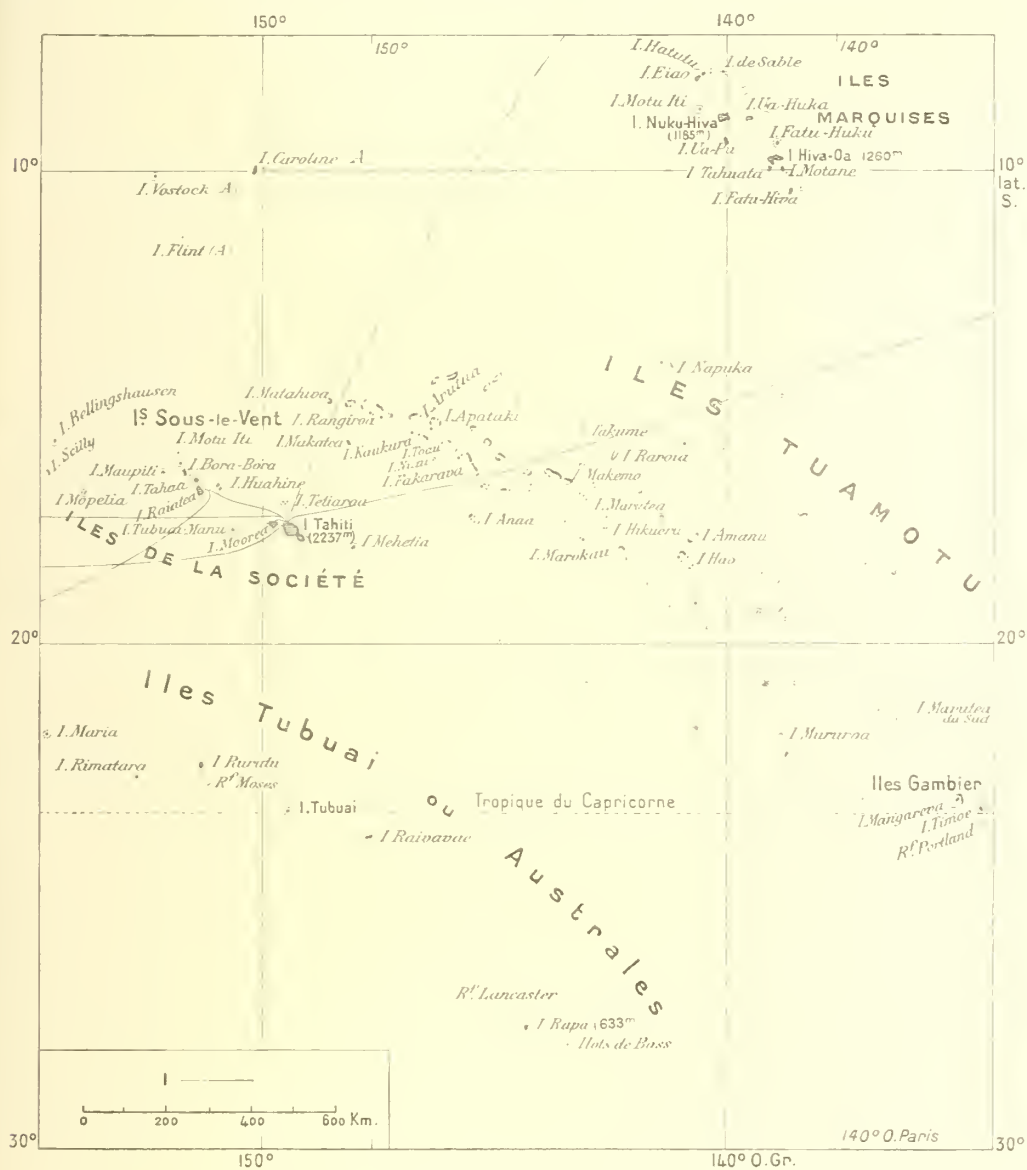 150°
140°
150°
140°
I. Hatutu
I. de Sable
I. Eiao
ILES
MARQUISES
I. Motu Iti
I. Ua-Huka
I. Nuku-Hiva
(1185m)
I. Fatu-Huku
I. Ua-Pu
I Hiva-Oa 1260m
I. Caroline A
10°
I Tahuata
I. Motane
10°
lat.
S.
I. Vostock A
I. Fatu-Hiva
I. Flint (A
ILES TUAMOTU
I Napuka
I. Bellingshausen
I. Matahiva
I. Arutua
Is Sous-le-Vent
I. Rangiroa
I. Apataki
I. Scilly
I. Motu Iti
I. Makatea
I. Kaukura
I. Toau
Takume
I Raroia
I. Maupiti
I. Bora-Bora
I. Niau
I. Tahaa
I. Huahine
I. Fakarava
I Makemo
I Mopelia
I. Raiatea
I. Tetiaroa
I. Marutea
I. Tubuai-Manu
I. Moorea
I Tahiti
(2237m)
I. Mehetia
I Anaa
I Hikueru
I Amanu
I. Marokau
I Hao
ILES DE LA SOCIÉTÉ
20°
20°
Iles Tubuai ou Australes
I. Maria
I Marutea
du Sud
I Mururoa
I. Rimatara
I Rurutu
Rf Moses
Iles Gambier
I. Tubuai
Tropique du Capricorne
I. Mangareva
I. Timoe
Rf Portland
I Raivavae
Rf Lancaster
I Rapa (633m
Ilots de Bass
I
0 200 400 600 Km.
140° O. Paris
30°
30°
150°
140° O. Gr.